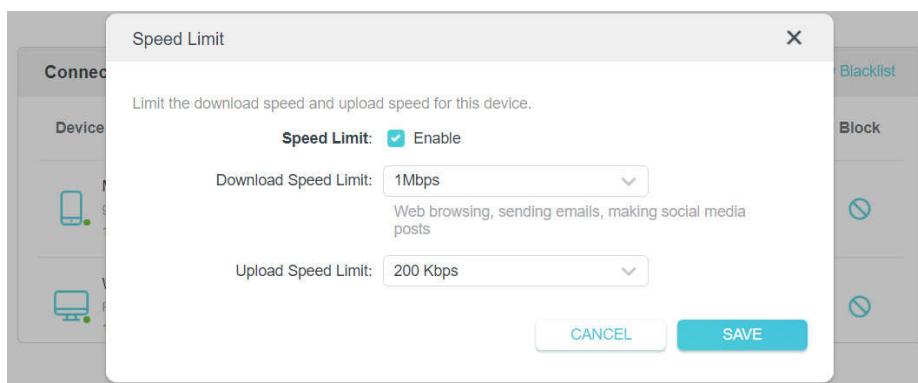 Speed Limit
Connec
Blacklist
Limit the download speed and upload speed for this device.
Device
Speed Limit: Enable
Block
Download Speed Limit: 1Mbps
Web browsing, sending emails, making social media
posts
Upload Speed Limit: 200 Kbps
CANCEL SAVE